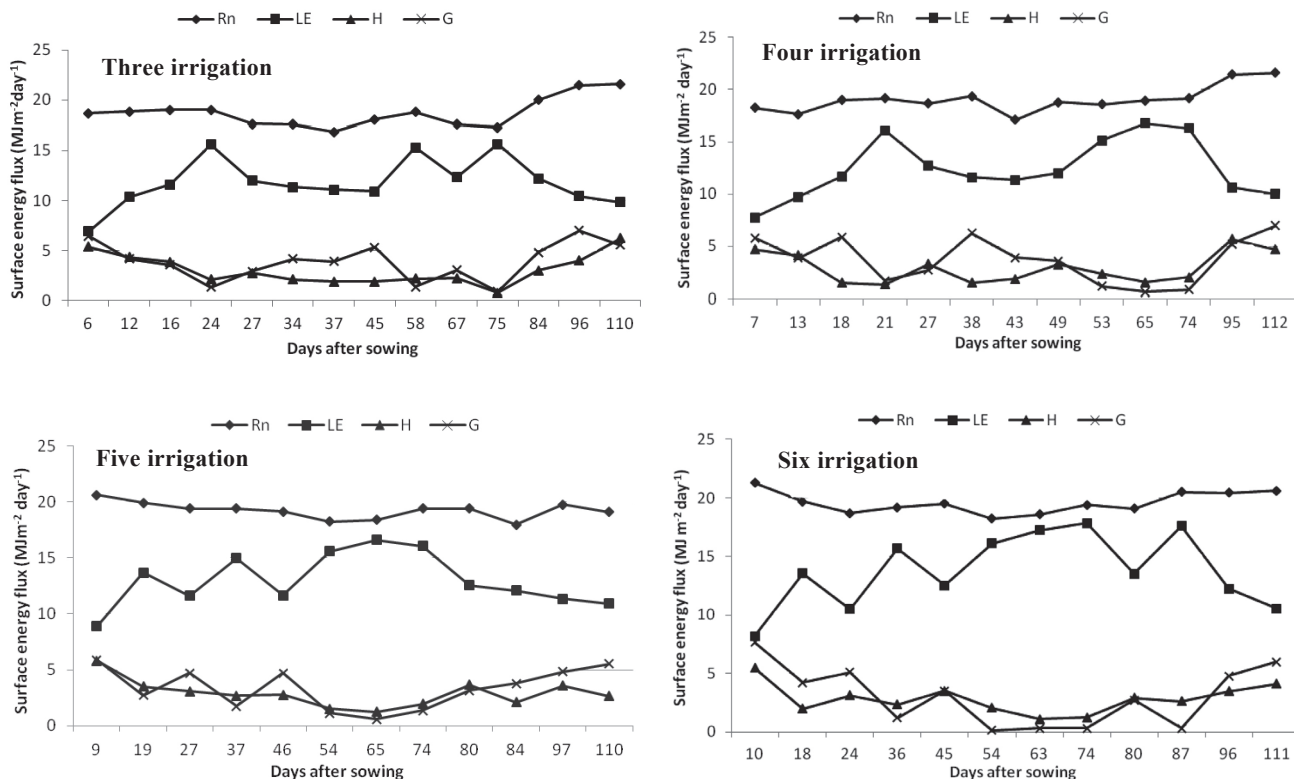 Rn LE H G
Three irrigation
Surface energy flux (MJm⁻²day⁻¹)
25
20
15
10
5
0
6 12 16 24 27 34 37 45 58 67 75 84 96 110
Days after sowing
Rn LE H G
Four irrigation
Surface energy flux (MJm⁻² day⁻¹)
25
20
15
10
5
0
7 13 18 21 27 38 43 49 53 65 74 95 112
Days after sowing
Rn LE H G
Five irrigation
Surface energy flux (MJm⁻² day⁻¹)
25
20
15
10
5
0
9 19 27 37 46 54 65 74 80 84 97 110
Days after sowing
Rn LE H G
Six irrigation
Surface energy flux (MJ m⁻² day⁻¹)
25
20
15
10
5
0
10 18 24 36 45 54 63 74 80 87 96 111
Days after sowing